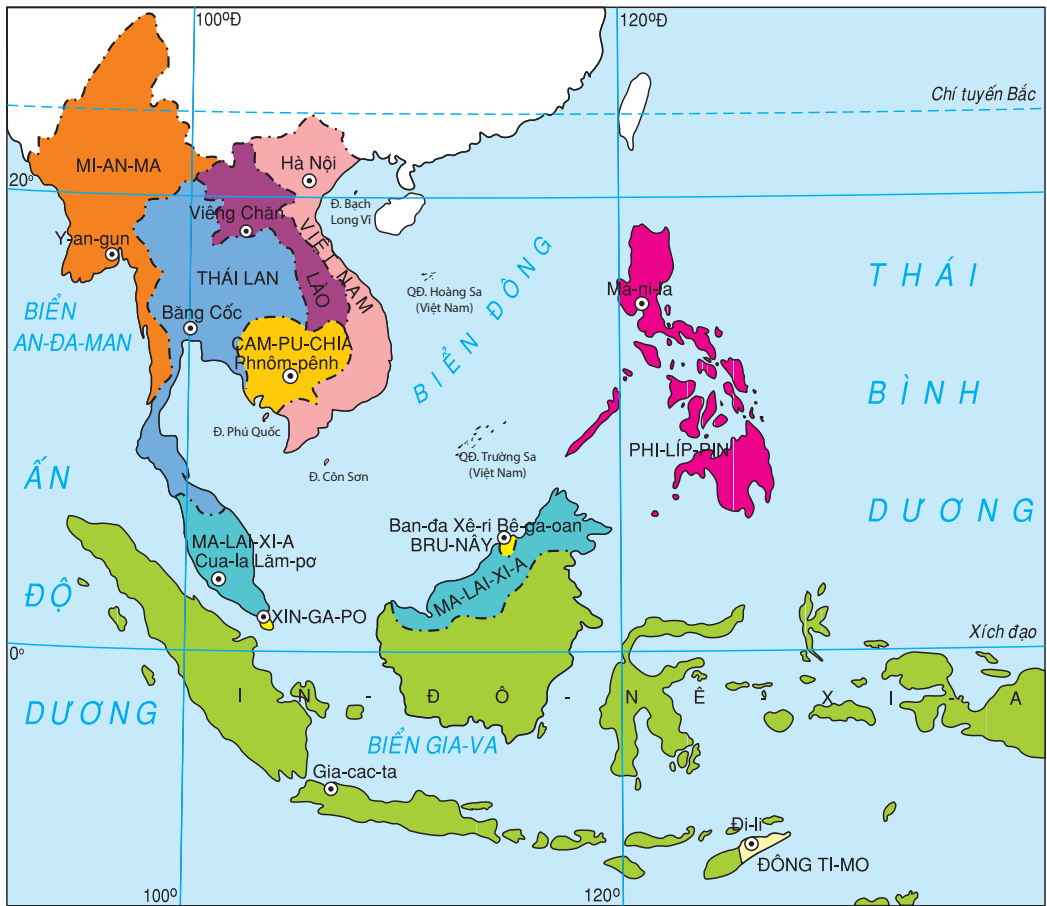 100ºĐ
120ºĐ
Chí tuyến Bắc
MI-AN-MA
Hà Nội
20º
Đ. Bạch
Long Vĩ
Viêng Chăn
VIỆT NAM
Y-an-gun
THÁI LAN
LÀO
QĐ. Hoàng Sa
(Việt Nam)
BIỂN ĐÔNG
Ma-ni-la
THÁI
BÌNH
DƯƠNG
BIỂN
AN-ĐA-MAN
Băng Cốc
CAM-PU-CHIA
Phnôm-pênh
Đ. Phú Quốc
Đ. Côn Sơn
QĐ. Trường Sa
(Việt Nam)
PHI-LÍP-PIN
ẤN
ĐỘ
DƯƠNG
MA-LAI-XI-A
Cua-la Lăm-pơ
Ban-đa Xê-ri Bê-ga-oan
BRU-NÂY
MA-LAI-XI-A
XIN-GA-PO
Xích đạo
0º
IN-ĐÔ-NÊ-XI-A
BIỂN GIA-VA
Gia-cac-ta
Đi-li
ĐÔNG TI-MO
100º
120º